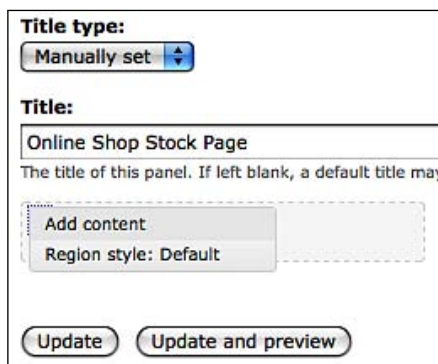 Title type:
Manually set
Title:
Online Shop Stock Page
The title of this panel. If left blank, a default title may
Add content
Region style: Default
Update Update and preview